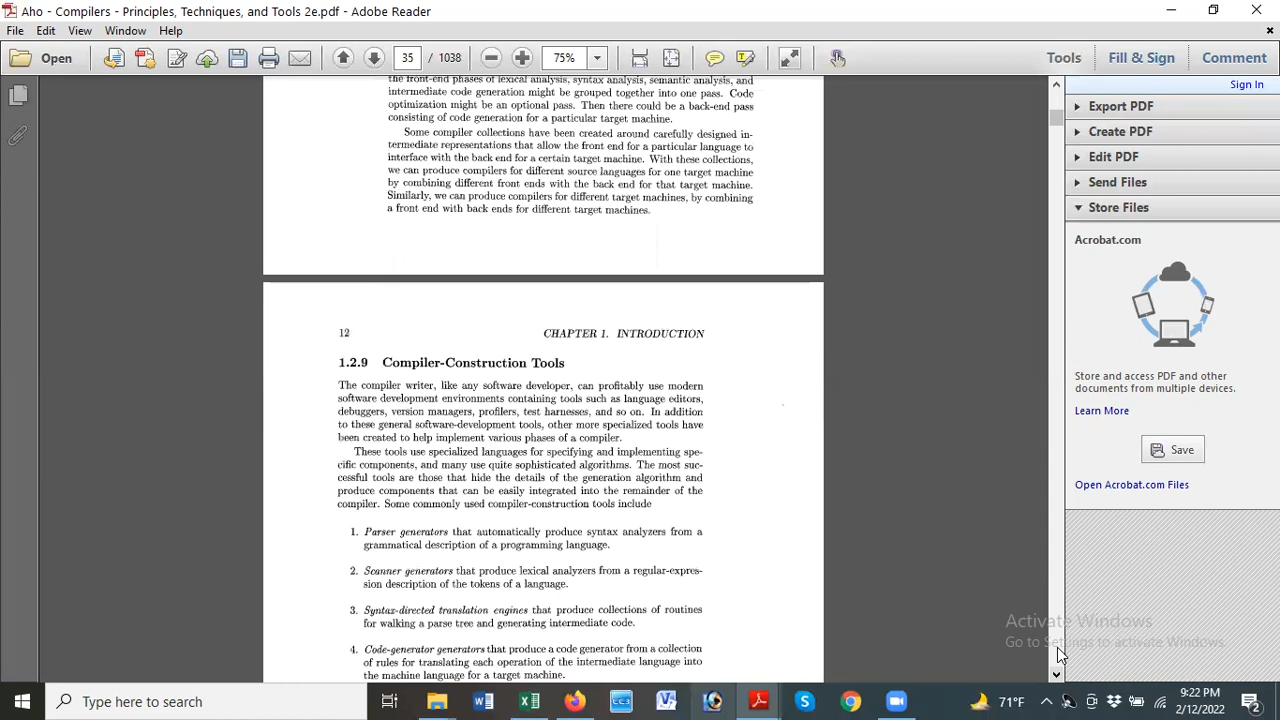 Aho - Compilers - Principles, Techniques, and Tools 2e.pdf - Adobe Reader
File Edit View Window Help
Open 35 / 1038 75% Tools Fill & Sign Comment
the front-end phases of lexical analysis, syntax analysis, semantic analysis, and
intermediate code generation might be grouped together into one pass. Code
optimization might be an optional pass. Then there could be a back-end pass
consisting of code generation for a particular target machine.
Some compiler collections have been created around carefully designed in-
termediate representations that allow the front end for a particular language to
interface with the back end for a certain target machine. With these collections,
we can produce compilers for different source languages for one target machine
by combining different front ends with the back end for that target machine.
Similarly, we can produce compilers for different target machines, by combining
a front end with back ends for different target machines.
12 CHAPTER 1. INTRODUCTION
1.2.9 Compiler-Construction Tools
The compiler writer, like any software developer, can profitably use modern
software development environments containing tools such as language editors,
debuggers, version managers, profilers, test harnesses, and so on. In addition
to these general software-development tools, other more specialized tools have
been created to help implement various phases of a compiler.
These tools use specialized languages for specifying and implementing spe-
cific components, and many use quite sophisticated algorithms. The most suc-
cessful tools are those that hide the details of the generation algorithm and
produce components that can be easily integrated into the remainder of the
compiler. Some commonly used compiler-construction tools include
1. Parser generators that automatically produce syntax analyzers from a
grammatical description of a programming language.
2. Scanner generators that produce lexical analyzers from a regular-expres-
sion description of the tokens of a language.
3. Syntax-directed translation engines that produce collections of routines
for walking a parse tree and generating intermediate code.
4. Code-generator generators that produce a code generator from a collection
of rules for translating each operation of the intermediate language into
the machine language for a target machine.
Sign In
Export PDF
Create PDF
Edit PDF
Send Files
Store Files
Acrobat.com
Store and access PDF and other
documents from multiple devices.
Learn More
Save
Open Acrobat.com Files
Activate Windows
Go to Settings to activate Windows.
Type here to search
CC3
71°F
9:22 PM
2/12/2022
2